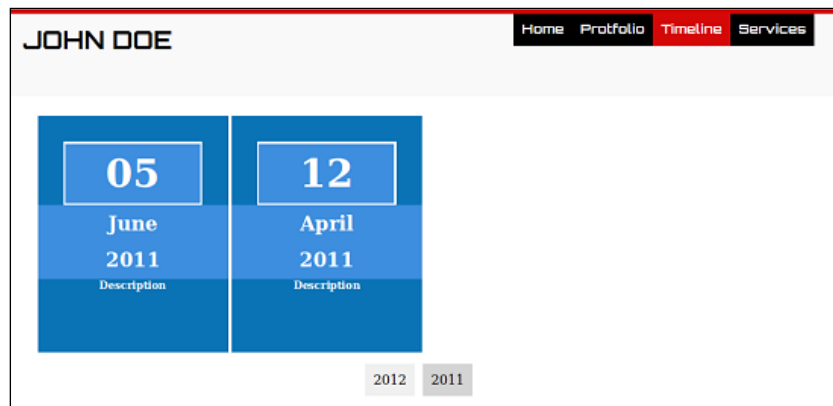 JOHN DOE
Home Protfolio Timeline Services
05
June
2011
Description
12
April
2011
Description
2012 2011